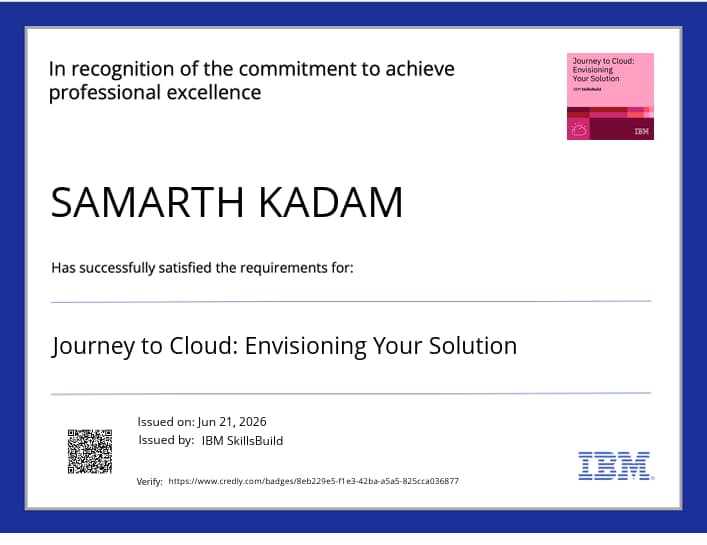 In recognition of the commitment to achieve
professional excellence
Journey to Cloud:
Envisioning
Your Solution
IBM SkillsBuild
IBM
SAMARTH KADAM
Has successfully satisfied the requirements for:
Journey to Cloud: Envisioning Your Solution
Issued on: Jun 21, 2026
Issued by: IBM SkillsBuild
Verify: https://www.credly.com/badges/8eb229e5-f1e3-42ba-a5a5-825cca036877
IBM.